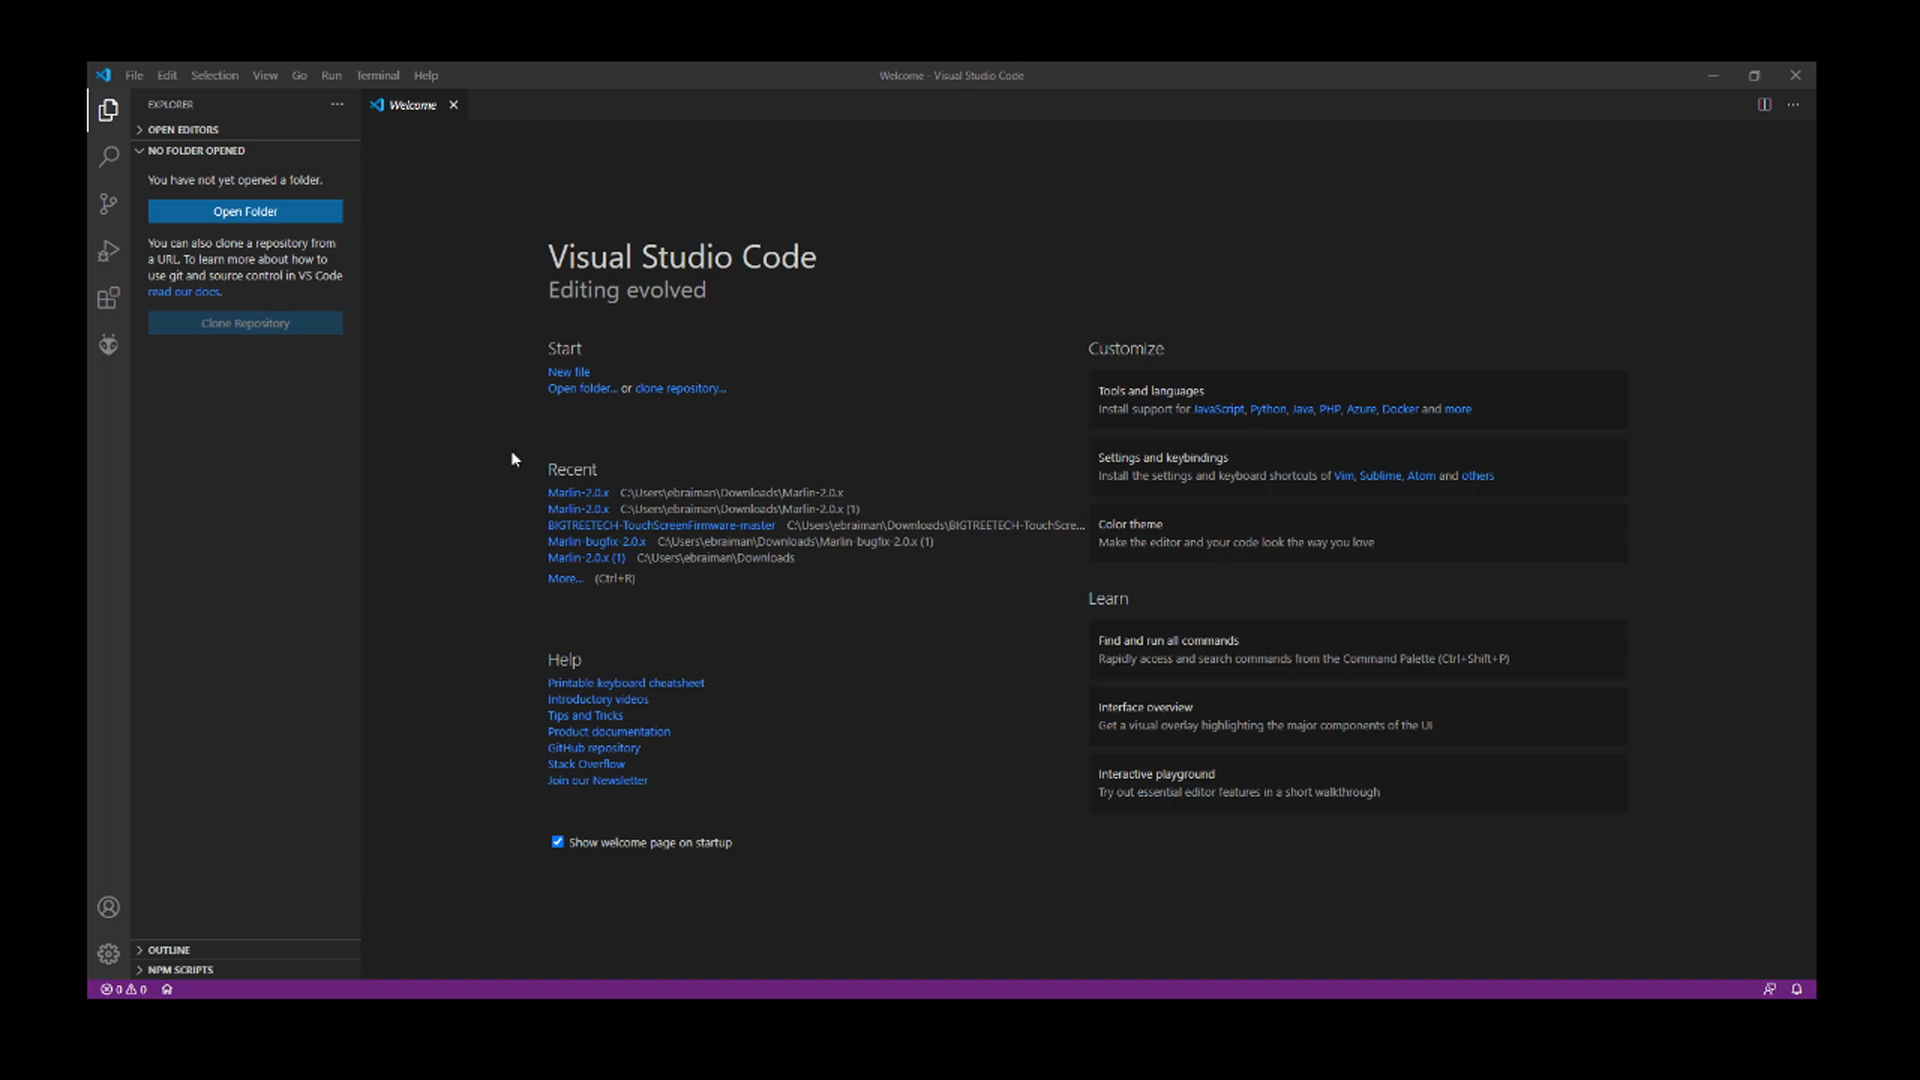 File Edit Selection View Go Run Terminal Help
Welcome - Visual Studio Code
EXPLORER
Welcome
OPEN EDITORS
NO FOLDER OPENED
You have not yet opened a folder.
Open Folder
You can also clone a repository from
a URL. To learn more about how to
use git and source control in VS Code
read our docs.
Clone Repository
OUTLINE
NPM SCRIPTS
Visual Studio Code
Editing evolved
Start
New file
Open folder... or clone repository...
Recent
Marlin-2.0.x C:\Users\ebraiman\Downloads\Marlin-2.0.x
Marlin-2.0.x C:\Users\ebraiman\Downloads\Marlin-2.0.x (1)
BIGTREETECH-TouchScreenFirmware-master C:\Users\ebraiman\Downloads\BIGTREETECH-TouchScre...
Marlin-bugfix-2.0.x C:\Users\ebraiman\Downloads\Marlin-bugfix-2.0.x (1)
Marlin-2.0.x (1) C:\Users\ebraiman\Downloads
More... (Ctrl+R)
Help
Printable keyboard cheatsheet
Introductory videos
Tips and Tricks
Product documentation
GitHub repository
Stack Overflow
Join our Newsletter
Show welcome page on startup
Customize
Tools and languages
Install support for JavaScript, Python, Java, PHP, Azure, Docker and more
Settings and keybindings
Install the settings and keyboard shortcuts of Vim, Sublime, Atom and others
Color theme
Make the editor and your code look the way you love
Learn
Find and run all commands
Rapidly access and search commands from the Command Palette (Ctrl+Shift+P)
Interface overview
Get a visual overlay highlighting the major components of the UI
Interactive playground
Try out essential editor features in a short walkthrough
0 0